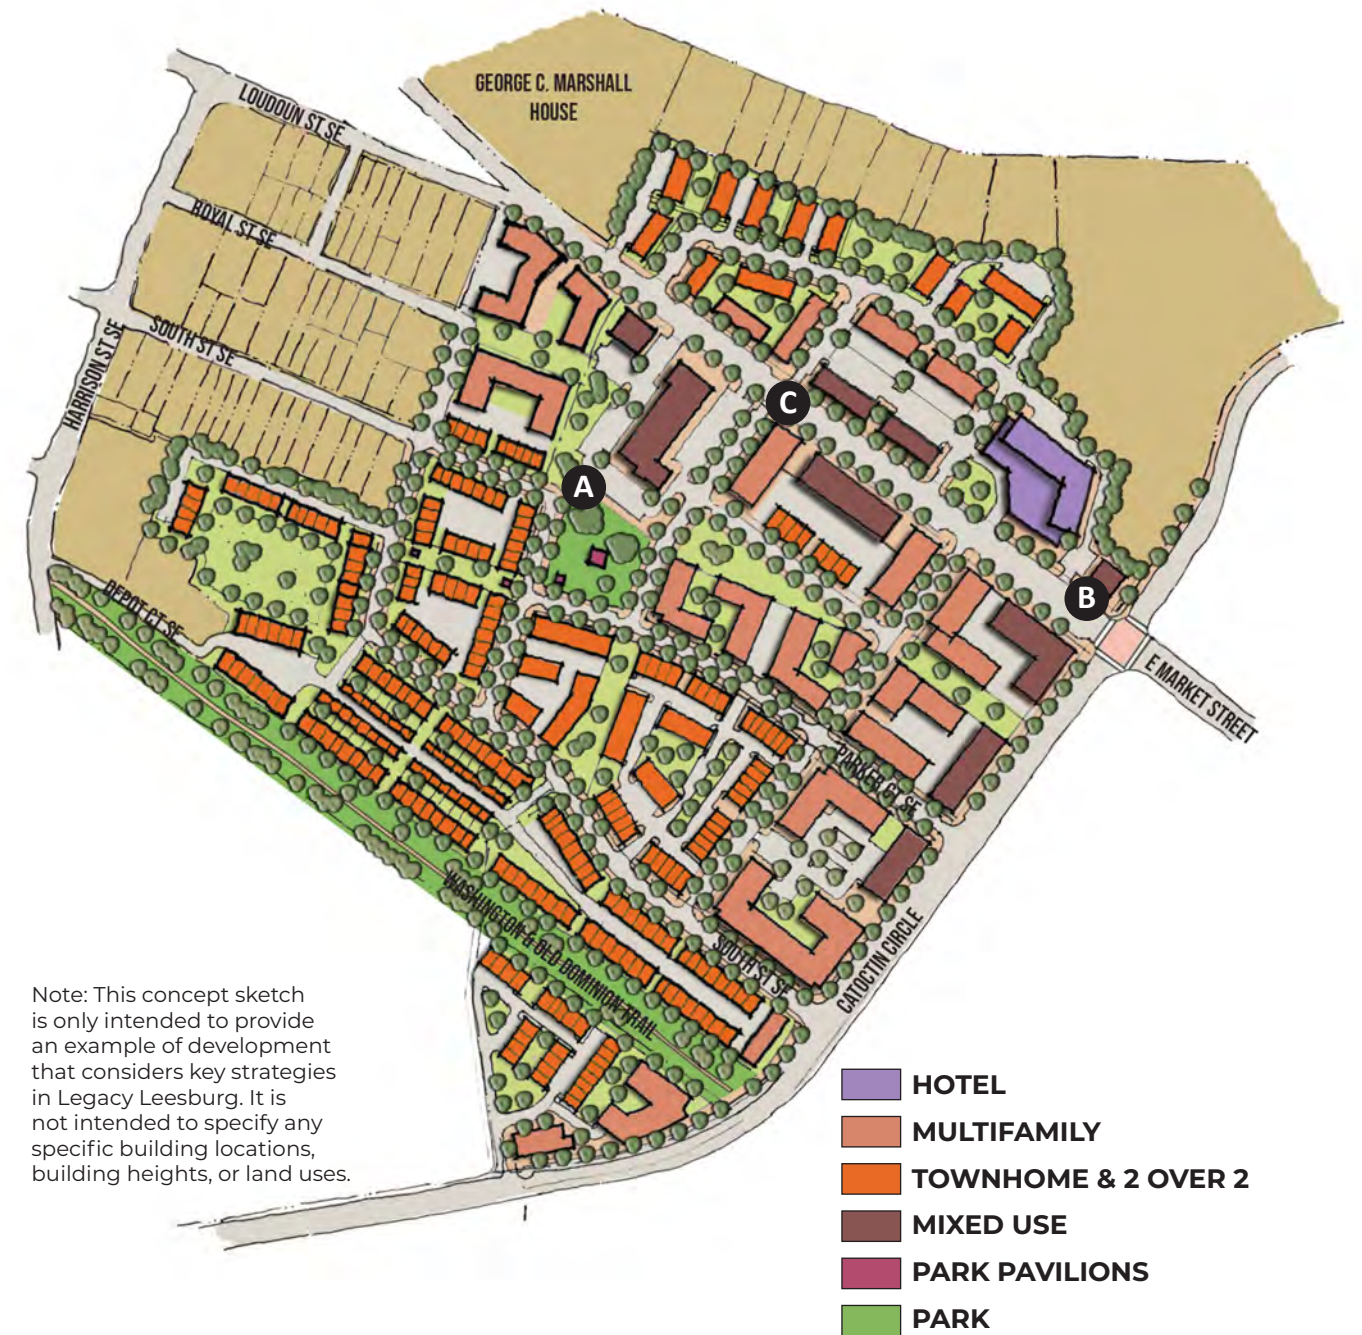 GEORGE C. MARSHALL
HOUSE
LOUDOUN ST SE
ROYAL ST SE
SOUTH ST SE
HARRISON ST SE
DEPOT CT SE
A
B
C
E MARKET STREET
PARKER CT SE
WASHINGTON & OLD DOMINION TRAIL
SOUTH ST SE
CATOCTIN CIRCLE
Note: This concept sketch
is only intended to provide
an example of development
that considers key strategies
in Legacy Leesburg. It is
not intended to specify any
specific building locations,
building heights, or land uses.
HOTEL
MULTIFAMILY
TOWNHOME & 2 OVER 2
MIXED USE
PARK PAVILIONS
PARK